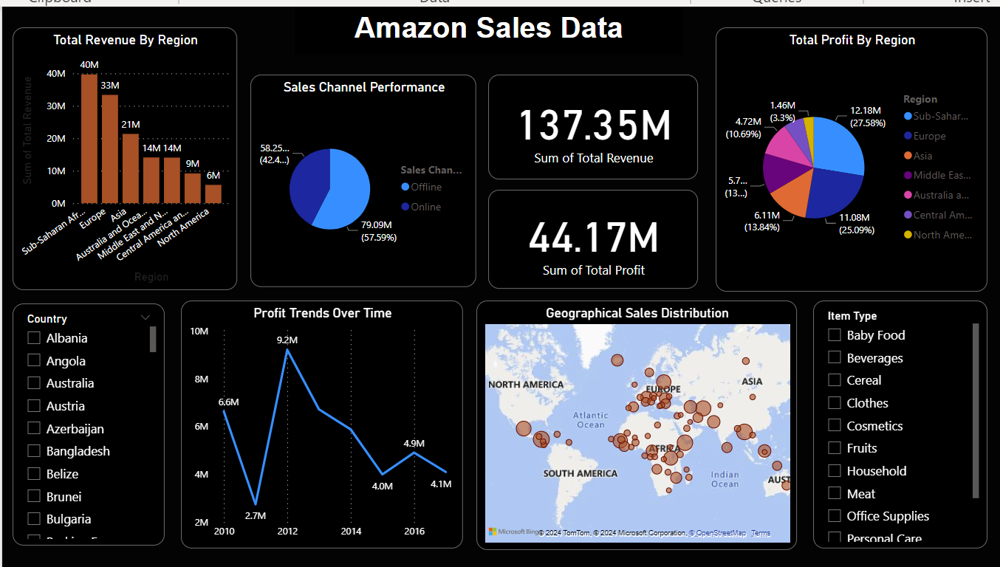 Clipboard
Data
Queries
Insert
Amazon Sales Data
Total Revenue By Region
Sum of Total Revenue
40M
30M
20M
10M
0M
40M
33M
21M
14M
14M
9M
6M
Sub-Saharan Afr...
Europe
Asia
Australia and Ocea...
Middle East and N...
Central America an...
North America
Region
Sales Channel Performance
58.25...
(42.4...)
79.09M
(57.59%)
Sales Chan...
Offline
Online
137.35M
Sum of Total Revenue
44.17M
Sum of Total Profit
Total Profit By Region
1.46M
(3.3%)
4.72M
(10.69%)
5.7...
(13...)
6.11M
(13.84%)
12.18M
(27.58%)
11.08M
(25.09%)
Region
Sub-Sahar...
Europe
Asia
Middle Eas...
Australia a...
Central Am...
North Ame...
Country
Albania
Angola
Australia
Austria
Azerbaijan
Bangladesh
Belize
Brunei
Bulgaria
Profit Trends Over Time
10M
8M
6M
4M
2M
6.6M
2.7M
9.2M
4.0M
4.9M
4.1M
2010
2012
2014
2016
Geographical Sales Distribution
NORTH AMERICA
EUROPE
ASIA
Atlantic
Ocean
AFRICA
SOUTH AMERICA
Indian
Ocean
AUST
Microsoft Bing
© 2024 TomTom, © 2024 Microsoft Corporation, © OpenStreetMap Terms
Item Type
Baby Food
Beverages
Cereal
Clothes
Cosmetics
Fruits
Household
Meat
Office Supplies
Personal Care